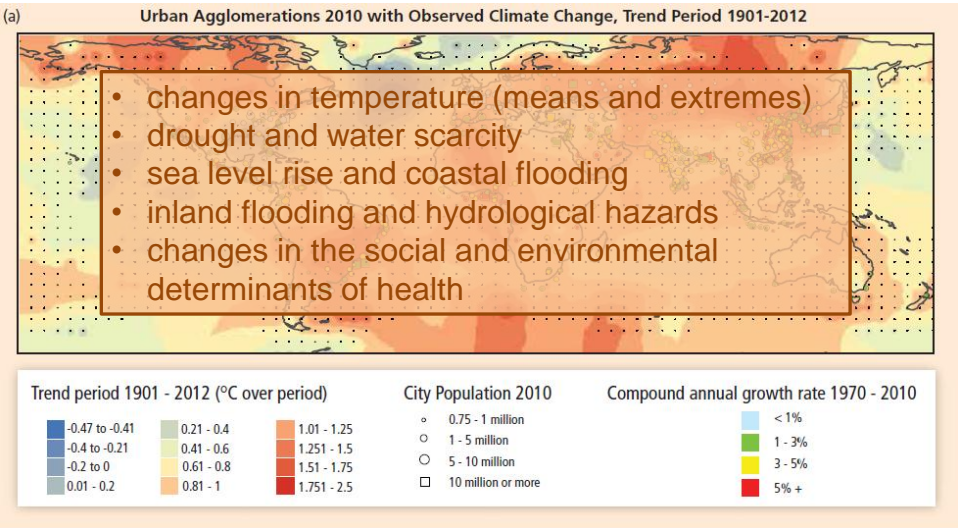 (a)
Urban Agglomerations 2010 with Observed Climate Change, Trend Period 1901-2012
• changes in temperature (means and extremes)
• drought and water scarcity
• sea level rise and coastal flooding
• inland flooding and hydrological hazards
• changes in the social and environmental
determinants of health
Trend period 1901 - 2012 (°C over period)
-0.47 to -0.41
-0.4 to -0.21
-0.2 to 0
0.01 - 0.2
0.21 - 0.4
0.41 - 0.6
0.61 - 0.8
0.81 - 1
1.01 - 1.25
1.251 - 1.5
1.51 - 1.75
1.751 - 2.5
City Population 2010
0.75 - 1 million
1 - 5 million
5 - 10 million
10 million or more
Compound annual growth rate 1970 - 2010
< 1%
1 - 3%
3 - 5%
5% +